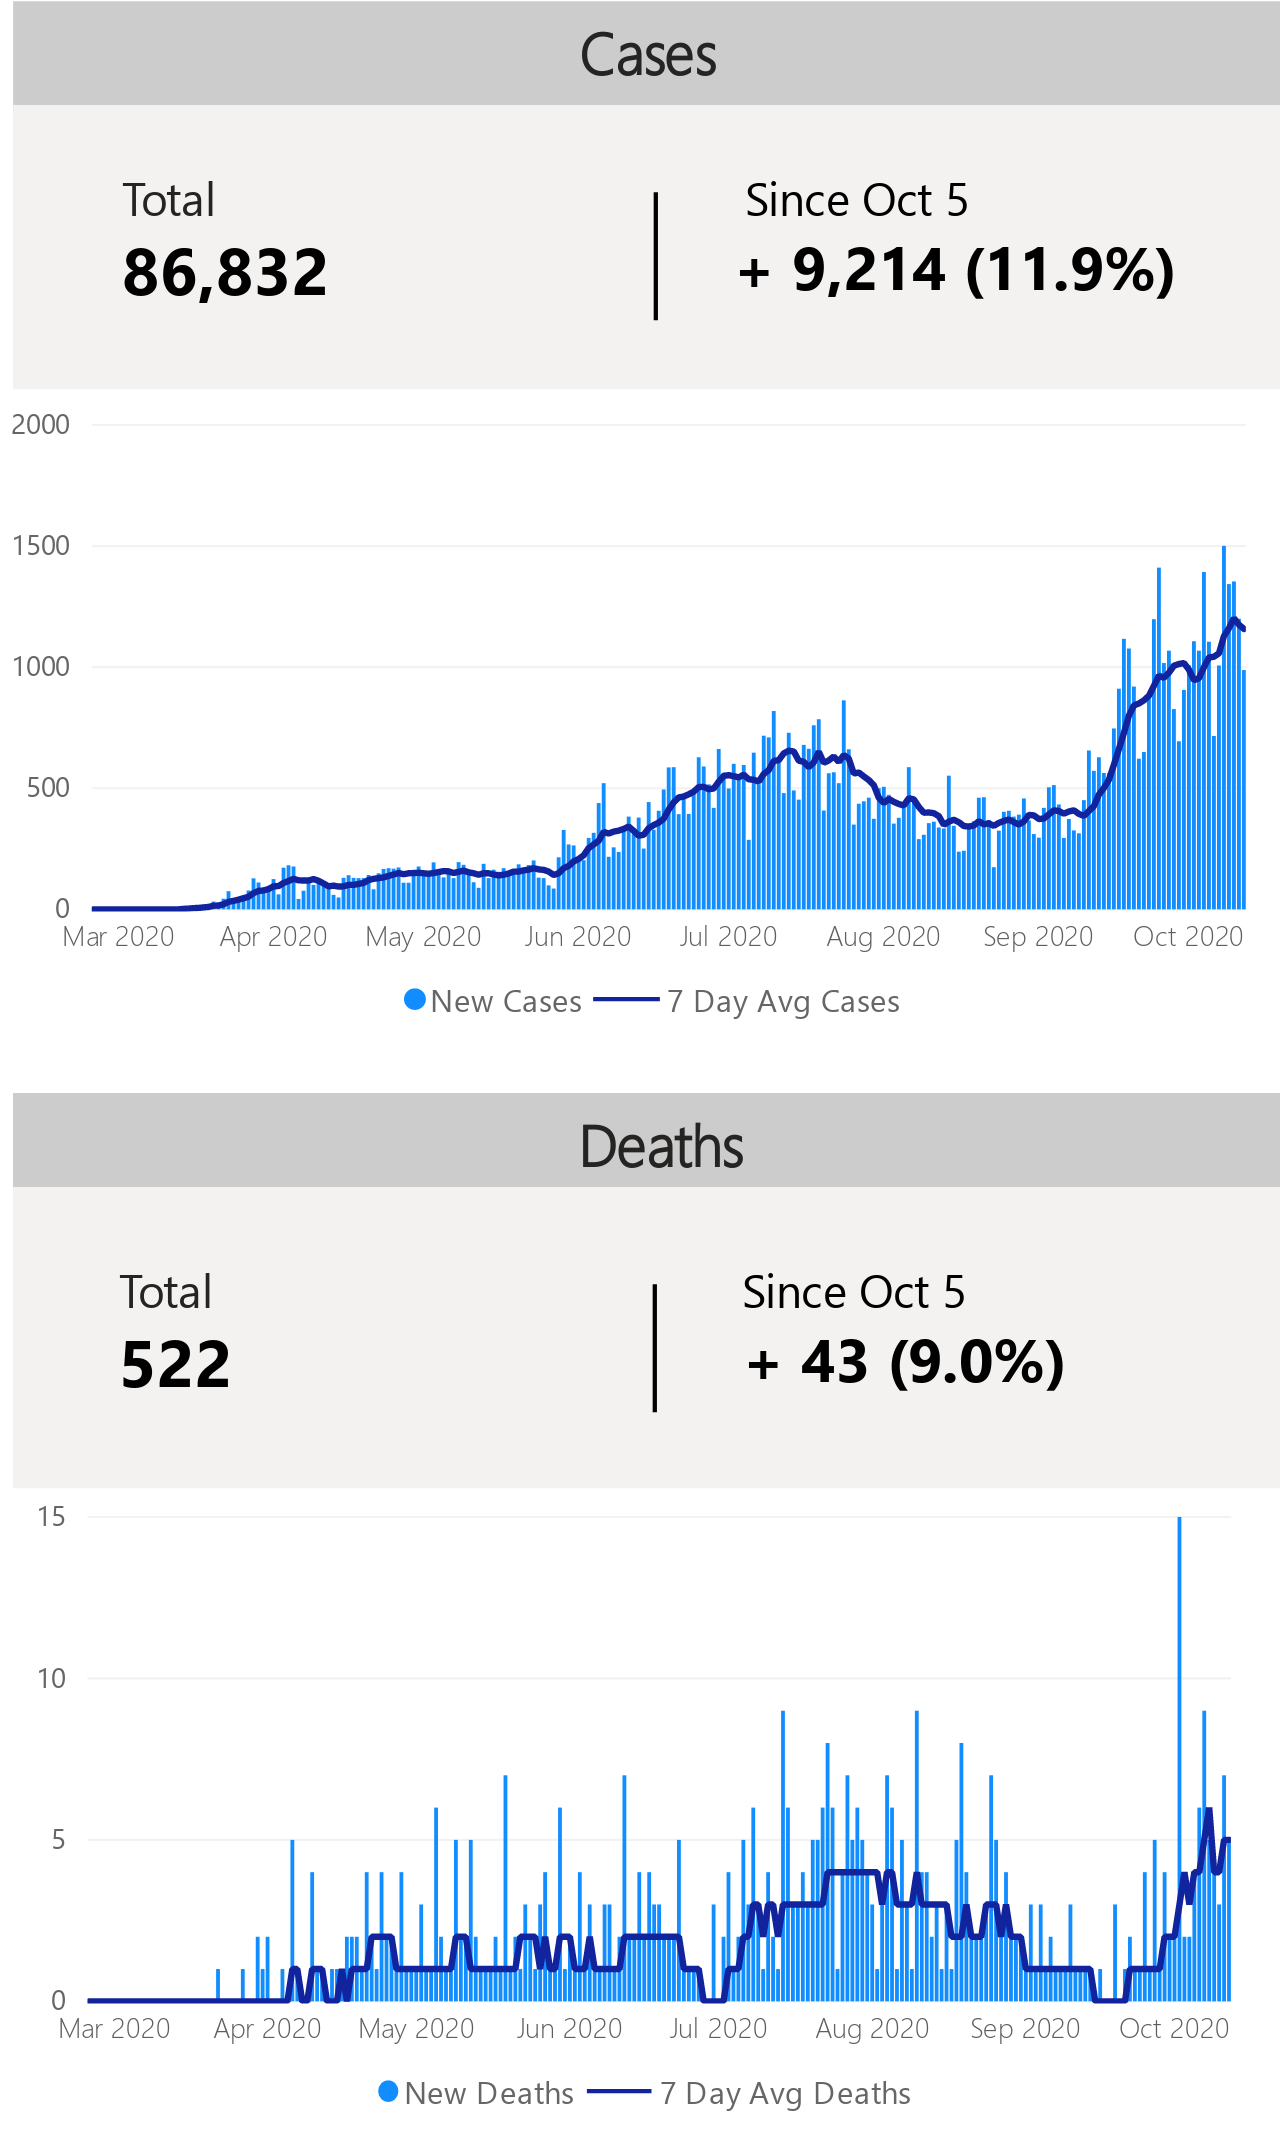 Cases
Total
Since Oct 5
86,832
+ 9,214 (11.9%)
2000
1500
1000
500
0
Mar 2020 Apr 2020 May 2020 Jun 2020 Jul 2020 Aug 2020 Sep 2020 Oct 2020
New Cases 7 Day Avg Cases
Deaths
Total
Since Oct 5
522
+ 43 (9.0%)
15
10
5
0
Mar 2020 Apr 2020 May 2020 Jun 2020 Jul 2020 Aug 2020 Sep 2020 Oct 2020
New Deaths 7 Day Avg Deaths